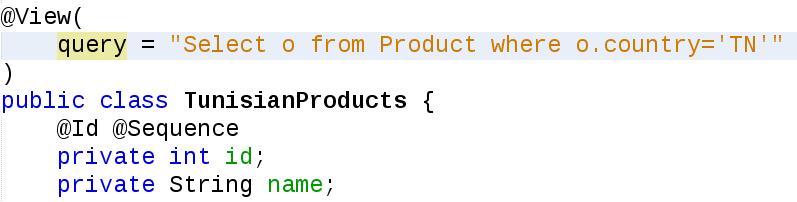 @View(
    query = "Select o from Product where o.country='TN'"
)
public class TunisianProducts {
    @Id @Sequence
    private int id;
    private String name;